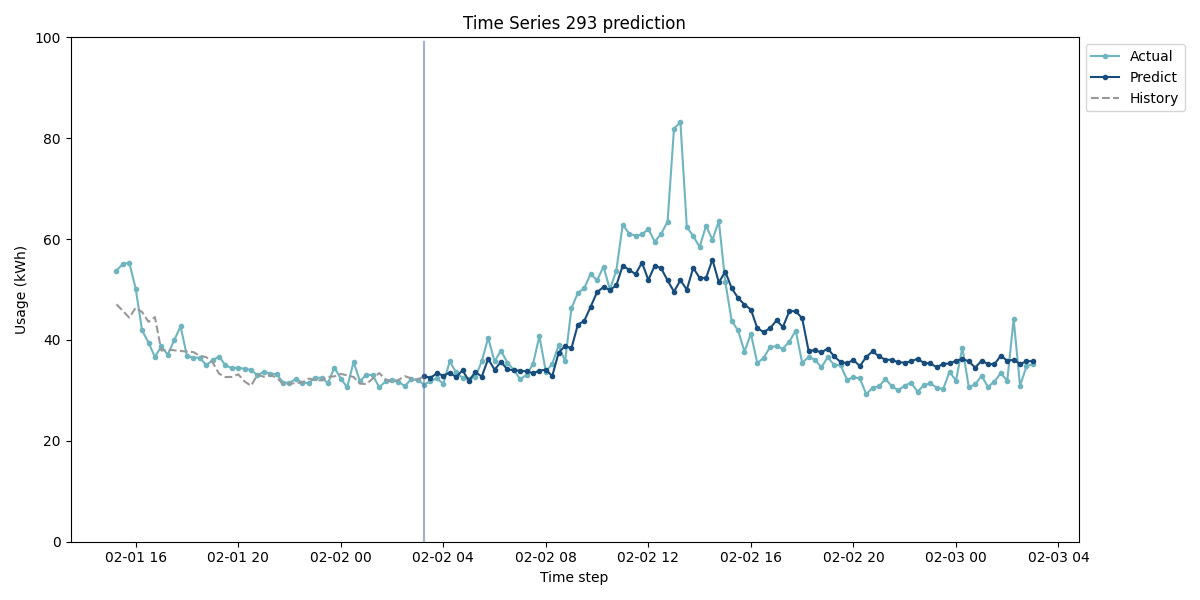 Time Series 293 prediction
100
80
60
40
20
0
Usage (kWh)
02-01 16
02-01 20
02-02 00
02-02 04
02-02 08
02-02 12
02-02 16
02-02 20
02-03 00
02-03 04
Time step
Actual
Predict
History